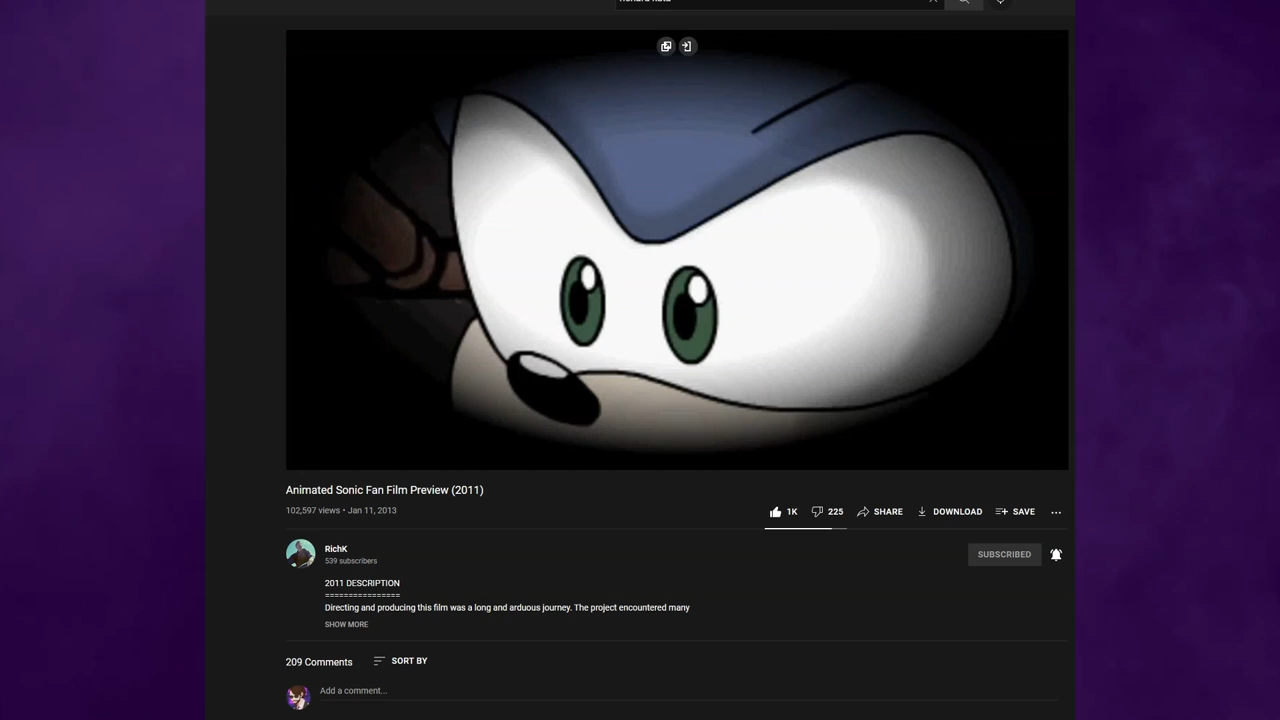 Animated Sonic Fan Film Preview (2011)
102,597 views • Jan 11, 2013
1K 225 SHARE DOWNLOAD SAVE
RichK
539 subscribers
SUBSCRIBED
2011 DESCRIPTION
================
Directing and producing this film was a long and arduous journey. The project encountered many
SHOW MORE
209 Comments SORT BY
Add a comment...